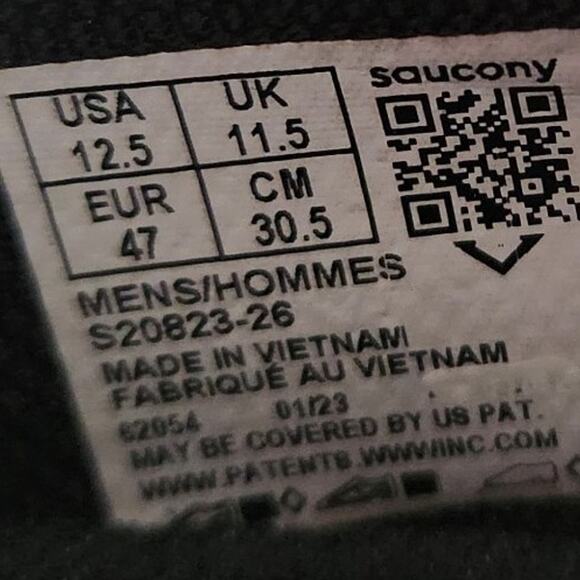 saucony
USA UK
12.5 11.5
EUR CM
47 30.5
MENS/HOMMES
S20823-26
MADE IN VIETNAM
FABRIQUÉ AU VIETNAM
62054 01/23
MAY BE COVERED BY US PAT.
WWW.PATENTS.WWWINC.COM